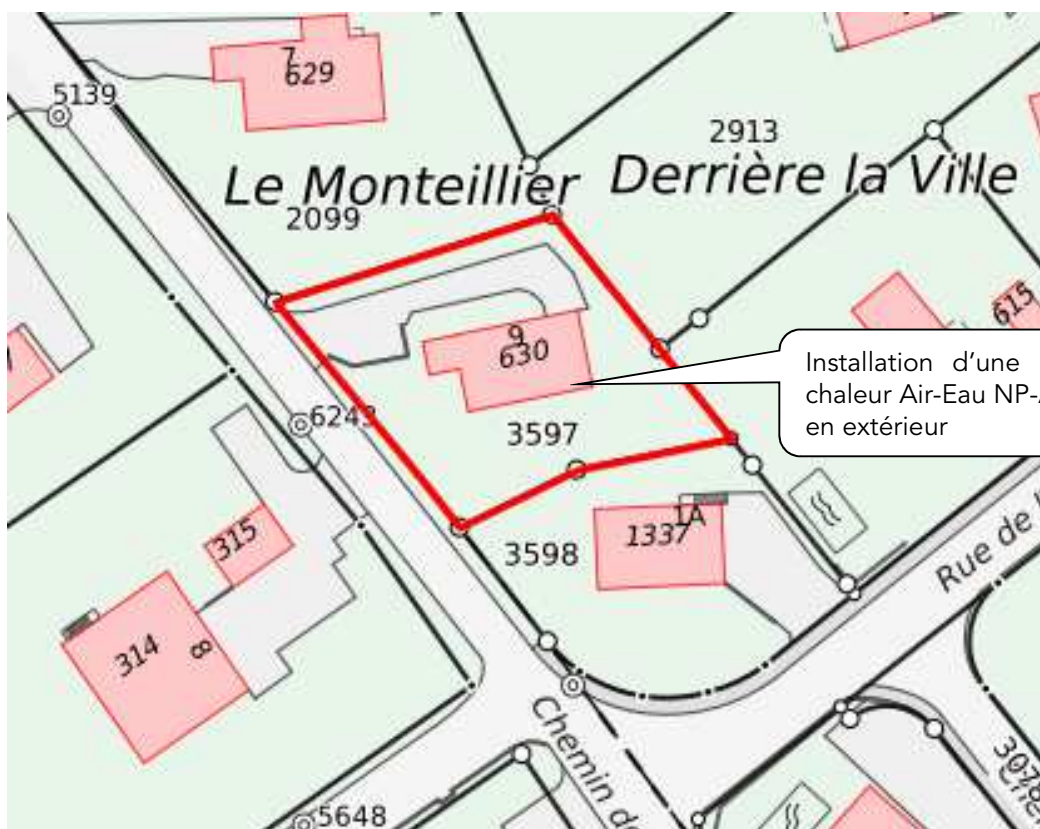 7
629
5139
2913
Le Monteillier
Derrière la Ville
2099
615
9
630
Installation d'une
chaleur Air-Eau NP-
en extérieur
6243
3597
1A
1337
315
3598
Rue de
314
8
Chemin de
3078
5648